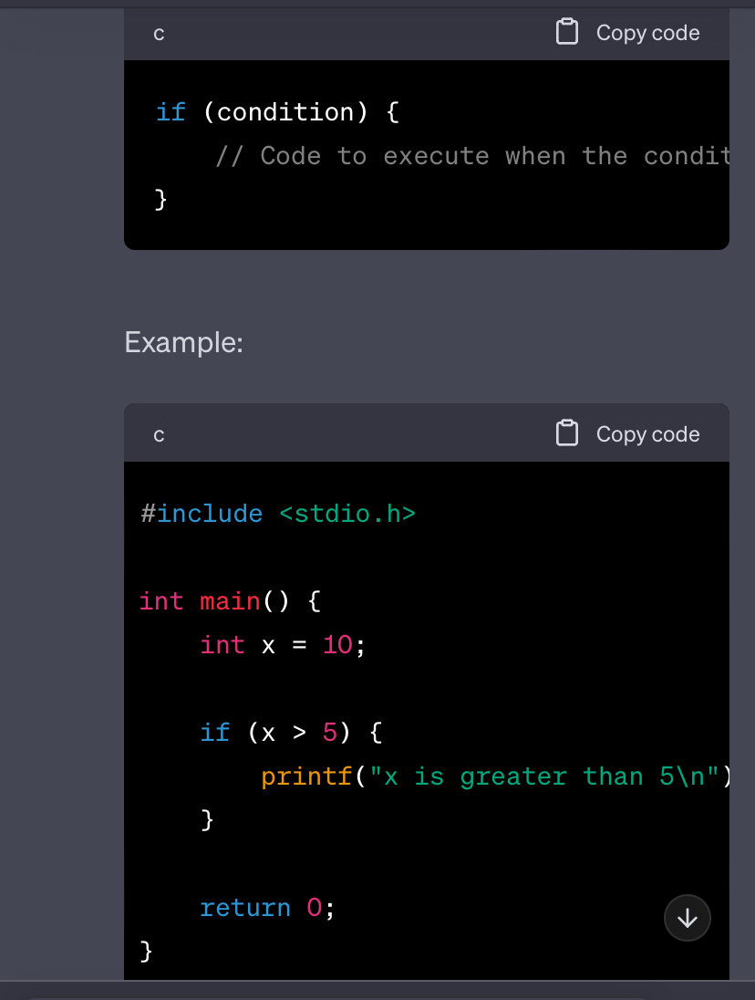 c Copy code
if (condition) {
    // Code to execute when the condit
}
Example:
c Copy code
#include <stdio.h>
int main() {
    int x = 10;
    if (x > 5) {
        printf("x is greater than 5\n")
    }
    return 0;
}